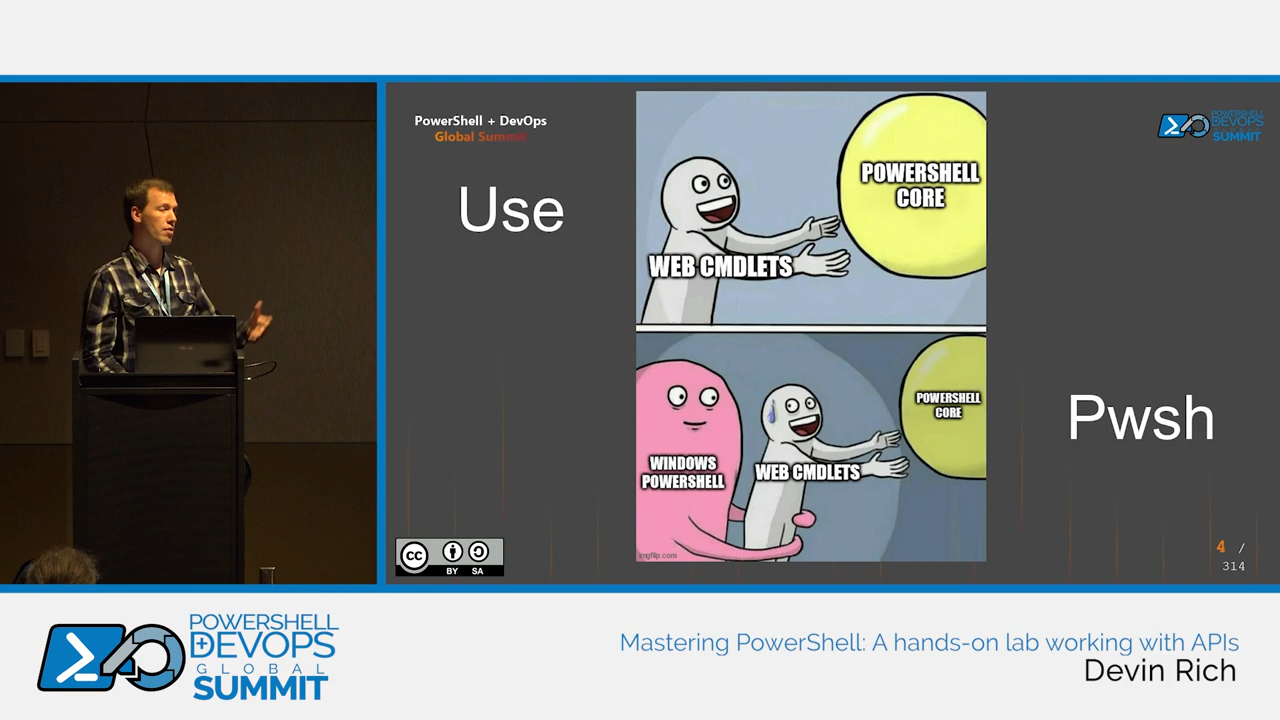 PowerShell + DevOps
Global Summit
Use
POWERSHELL
CORE
WEB CMDLETS
POWERSHELL
CORE
WINDOWS
POWERSHELL
WEB CMDLETS
imgflip.com
Pwsh
POWERSHELL
DEVOPS
SUMMIT
4 /
314
CC
BY SA
POWERSHELL
+DEVOPS
GLOBAL
SUMMIT
Mastering PowerShell: A hands-on lab working with APIs
Devin Rich